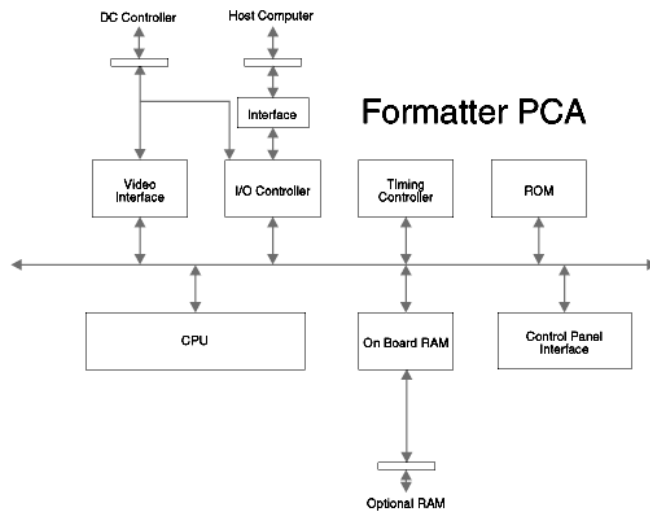 DC Controller
Host Computer
Interface
Formatter PCA
Video
Interface
I/O Controller
TIming
Controller
ROM
CPU
On Board RAM
Control Panel
Interface
Optional RAM